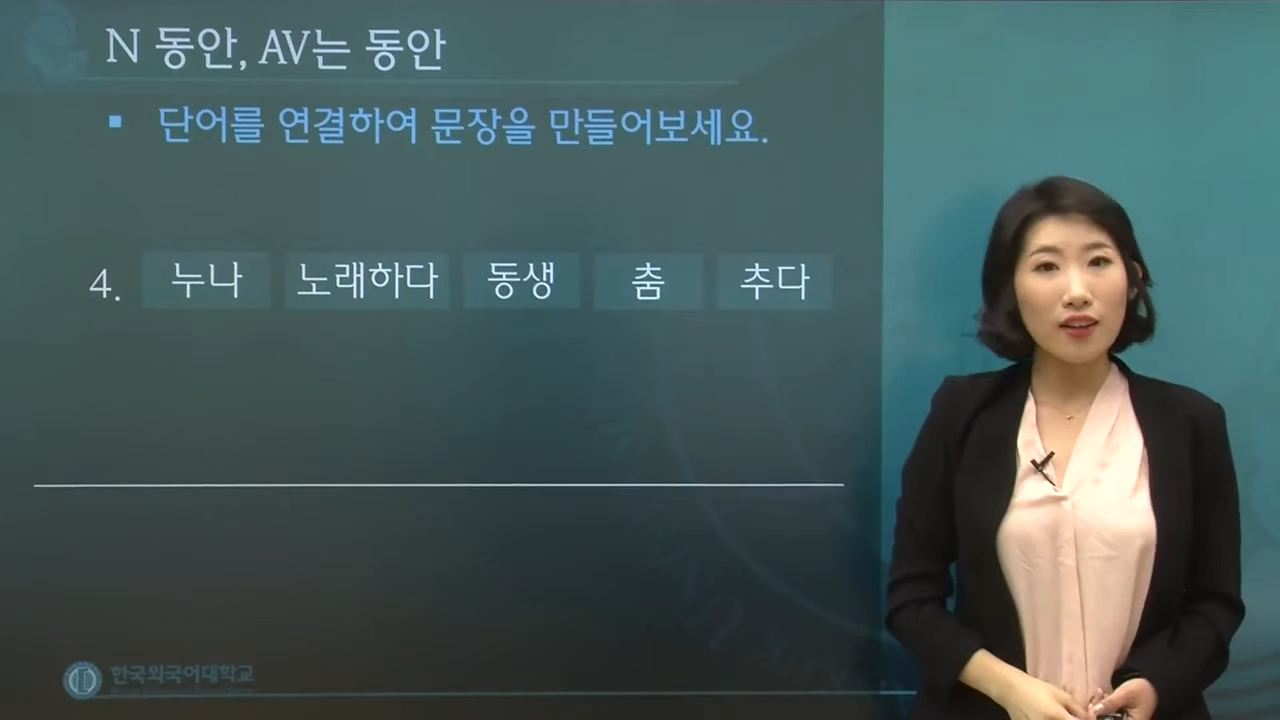 N 동안, AV는 동안
단어를 연결하여 문장을 만들어보세요.
4. 누나 노래하다 동생 춤 추다
한국외국어대학교